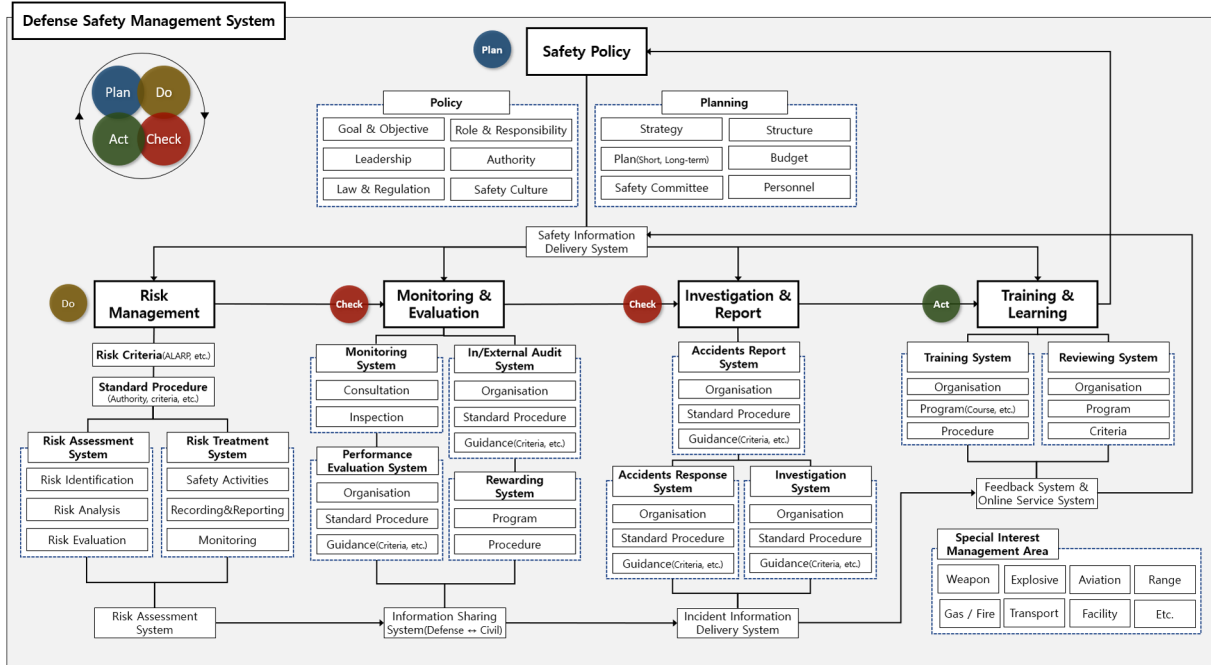 Defense Safety Management System
Plan
Do
Act
Check
Plan
Safety Policy
Policy
Goal & Objective
Role & Responsibility
Leadership
Authority
Law & Regulation
Safety Culture
Planning
Strategy
Structure
Plan(Short, Long-term)
Budget
Safety Committee
Personnel
Safety Information
Delivery System
Do
Risk
Management
Check
Monitoring &
Evaluation
Check
Investigation &
Report
Act
Training &
Learning
Risk Criteria(ALARP, etc.)
Standard Procedure
(Authority, criteria, etc.)
Risk Assessment
System
Risk Identification
Risk Analysis
Risk Evaluation
Risk Treatment
System
Safety Activities
Recording&Reporting
Monitoring
Risk Assessment
System
Monitoring
System
Consultation
Inspection
In/External Audit
System
Organisation
Standard Procedure
Guidance(Criteria, etc.)
Performance
Evaluation System
Organisation
Standard Procedure
Guidance(Criteria, etc.)
Rewarding
System
Program
Procedure
Information Sharing
System(Defense ↔ Civil)
Accidents Report
System
Organisation
Standard Procedure
Guidance(Criteria, etc.)
Accidents Response
System
Organisation
Standard Procedure
Guidance(Criteria, etc.)
Investigation
System
Organisation
Standard Procedure
Guidance(Criteria, etc.)
Incident Information
Delivery System
Training System
Organisation
Program(Course, etc.)
Procedure
Reviewing System
Organisation
Program
Criteria
Feedback System &
Online Service System
Special Interest
Management Area
Weapon
Explosive
Aviation
Range
Gas / Fire
Transport
Facility
Etc.